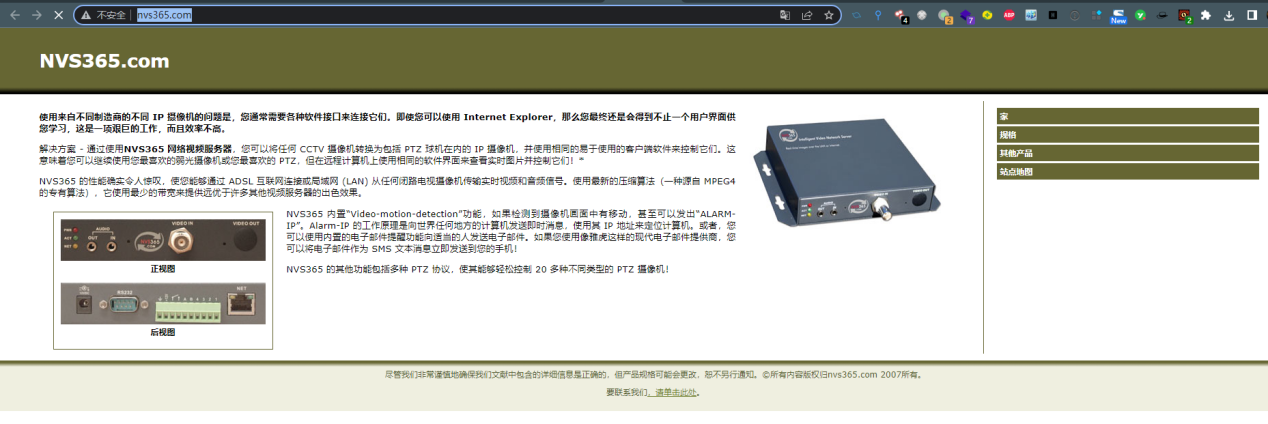 不安全 nvs365.com
4
2
7
ABP
New
2
NVS365.com
使用来自不同制造商的不同 IP 摄像机的问题是，您通常需要各种软件接口来连接它们。即使您可以使用 Internet Explorer，那么您最终还是会得到不止一个用户界面供
您学习，这是一项艰巨的工作，而且效率不高。
解决方案 - 通过使用NVS365 网络视频服务器，您可以将任何 CCTV 摄像机转换为包括 PTZ 球机在内的 IP 摄像机，并使用相同的易于使用的客户端软件来控制它们。这
意味着您可以继续使用您最喜欢的弱光摄像机或您最喜欢的 PTZ，但在远程计算机上使用相同的软件界面来查看实时图片并控制它们！*
NVS365 的性能确实令人惊叹，使您能够通过 ADSL 互联网连接或局域网 (LAN) 从任何闭路电视摄像机传输实时视频和音频信号。使用最新的压缩算法（一种源自 MPEG4
的专有算法），它使用最少的带宽来提供远优于许多其他视频服务器的出色效果。
VIDEO IN
VIDEO OUT
AUDIO
OUT IN
PWR
ACT
NET
NVS365
.COM
正视图
RS232
NET
后视图
NVS365 内置“Video-motion-detection”功能，如果检测到摄像机画面中有移动，甚至可以发出“ALARM-
IP”。Alarm-IP 的工作原理是向世界任何地方的计算机发送即时消息，使用其 IP 地址来定位计算机。或者，您
可以使用内置的电子邮件提醒功能向适当的人发送电子邮件。如果您使用像雅虎这样的现代电子邮件提供商，您
可以将电子邮件作为 SMS 文本消息立即发送到您的手机！
NVS365 的其他功能包括多种 PTZ 协议，使其能够轻松控制 20 多种不同类型的 PTZ 摄像机！
Intelligent Video Network Server
VIDEO IN
VIDEO OUT
AUDIO
家
规格
其他产品
站点地图
尽管我们非常谨慎地确保我们文献中包含的详细信息是正确的，但产品规格可能会更改，恕不另行通知。©所有内容版权归nvs365.com 2007所有。
要联系我们，请单击此处。